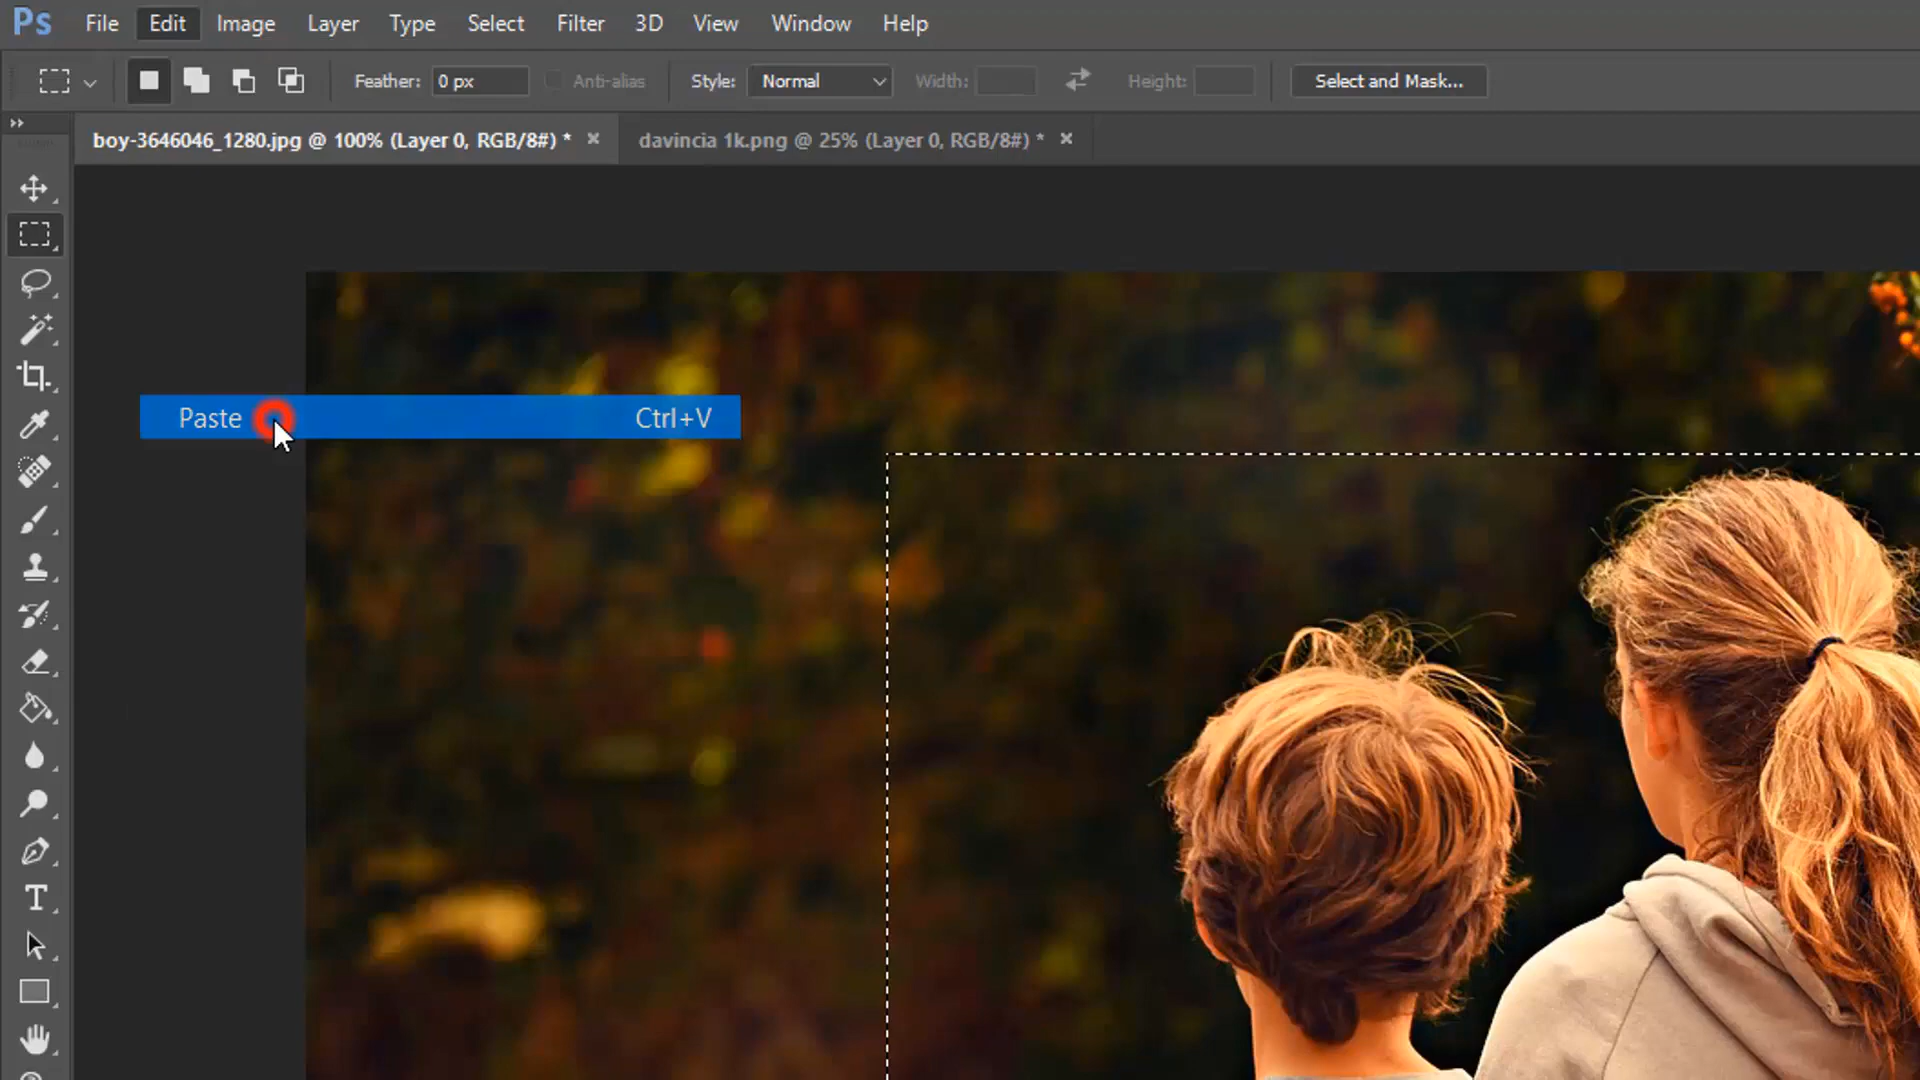 Ps File Edit Image Layer Type Select Filter 3D View Window Help
Feather: 0 px Anti-alias Style: Normal Width: Height: Select and Mask...
boy-3646046_1280.jpg @ 100% (Layer 0, RGB/8#) * × davincia 1k.png @ 25% (Layer 0, RGB/8#) * ×
Paste Ctrl+V